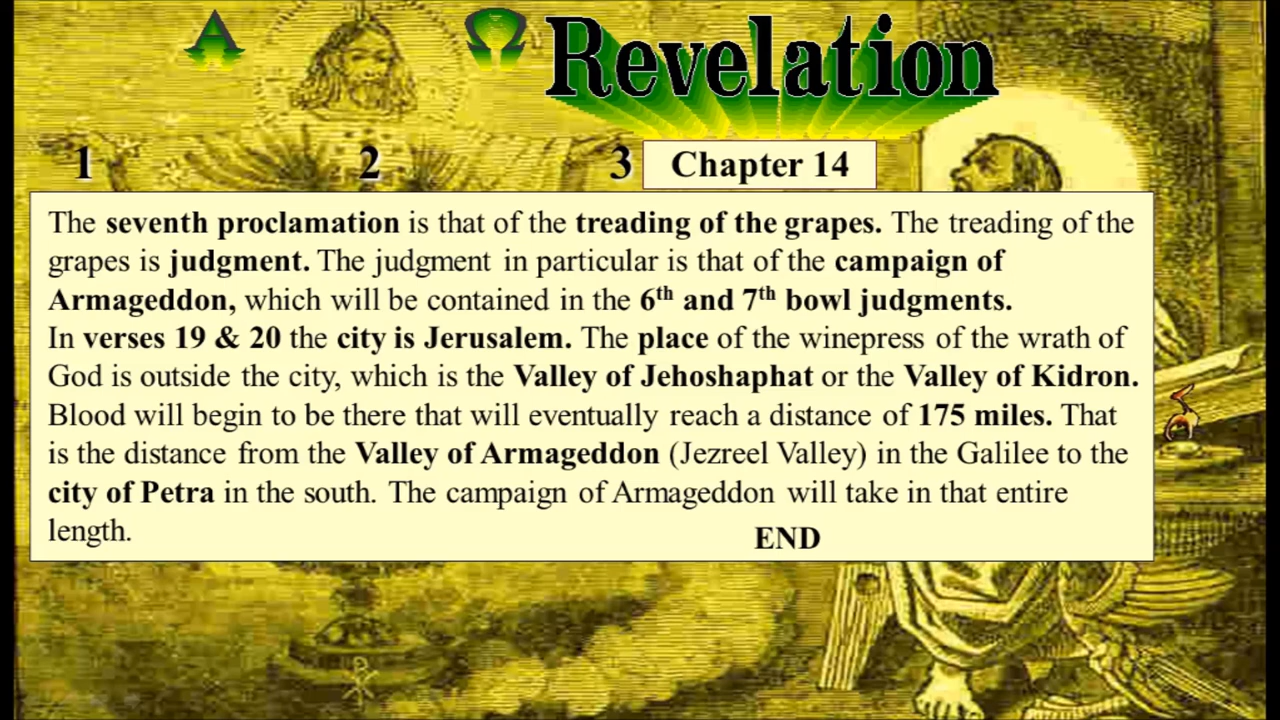 Α Ω Revelation
1 2 3 Chapter 14
The seventh proclamation is that of the treading of the grapes. The treading of the
grapes is judgment. The judgment in particular is that of the campaign of
Armageddon, which will be contained in the 6th and 7th bowl judgments.
In verses 19 & 20 the city is Jerusalem. The place of the winepress of the wrath of
God is outside the city, which is the Valley of Jehoshaphat or the Valley of Kidron.
Blood will begin to be there that will eventually reach a distance of 175 miles. That
is the distance from the Valley of Armageddon (Jezreel Valley) in the Galilee to the
city of Petra in the south. The campaign of Armageddon will take in that entire
length.
END